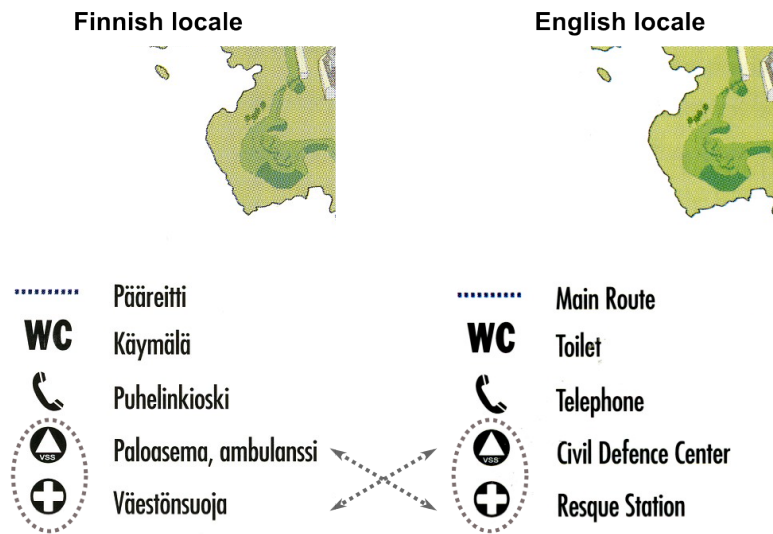 Finnish locale
English locale
Pääreitti
WC Käymälä
Puhelinkioski
VSS Paloasema, ambulanssi
Väestönsuoja
Main Route
WC Toilet
Telephone
VSS Civil Defence Center
Resque Station